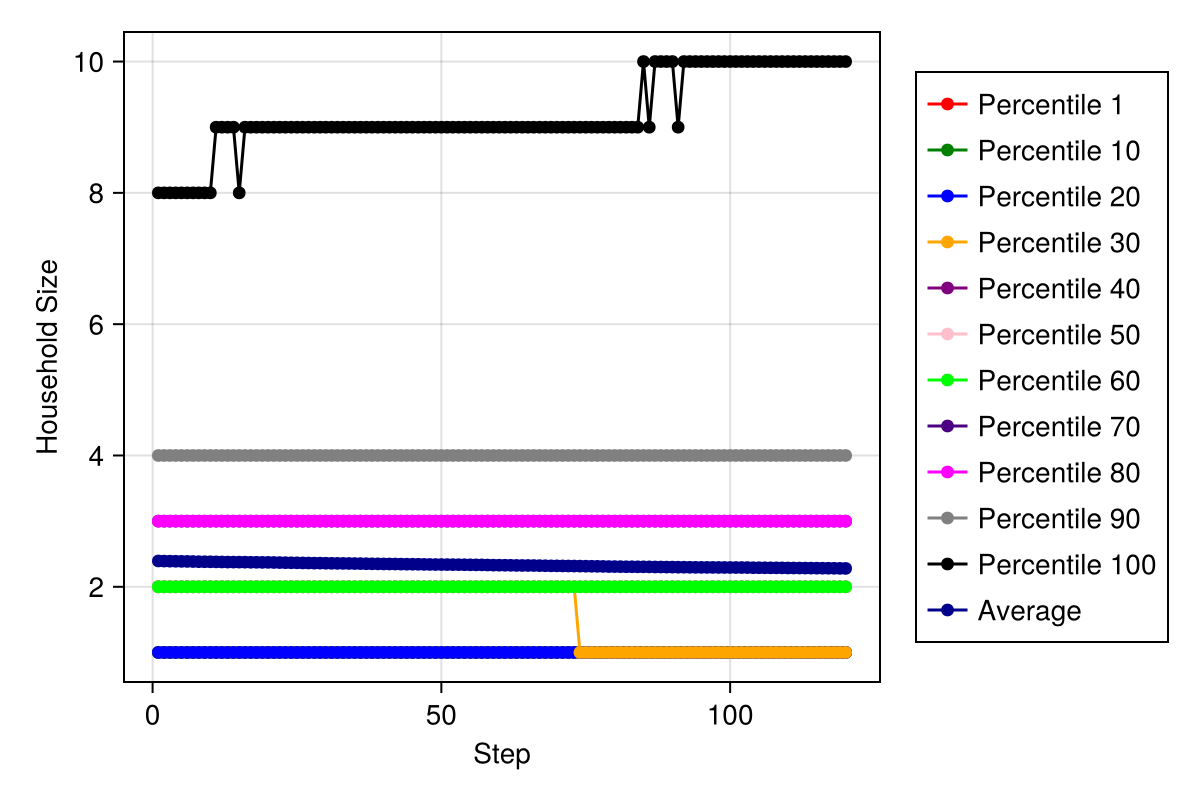 10
8
6
4
2
Household Size
0
50
100
Step
Percentile 1
Percentile 10
Percentile 20
Percentile 30
Percentile 40
Percentile 50
Percentile 60
Percentile 70
Percentile 80
Percentile 90
Percentile 100
Average